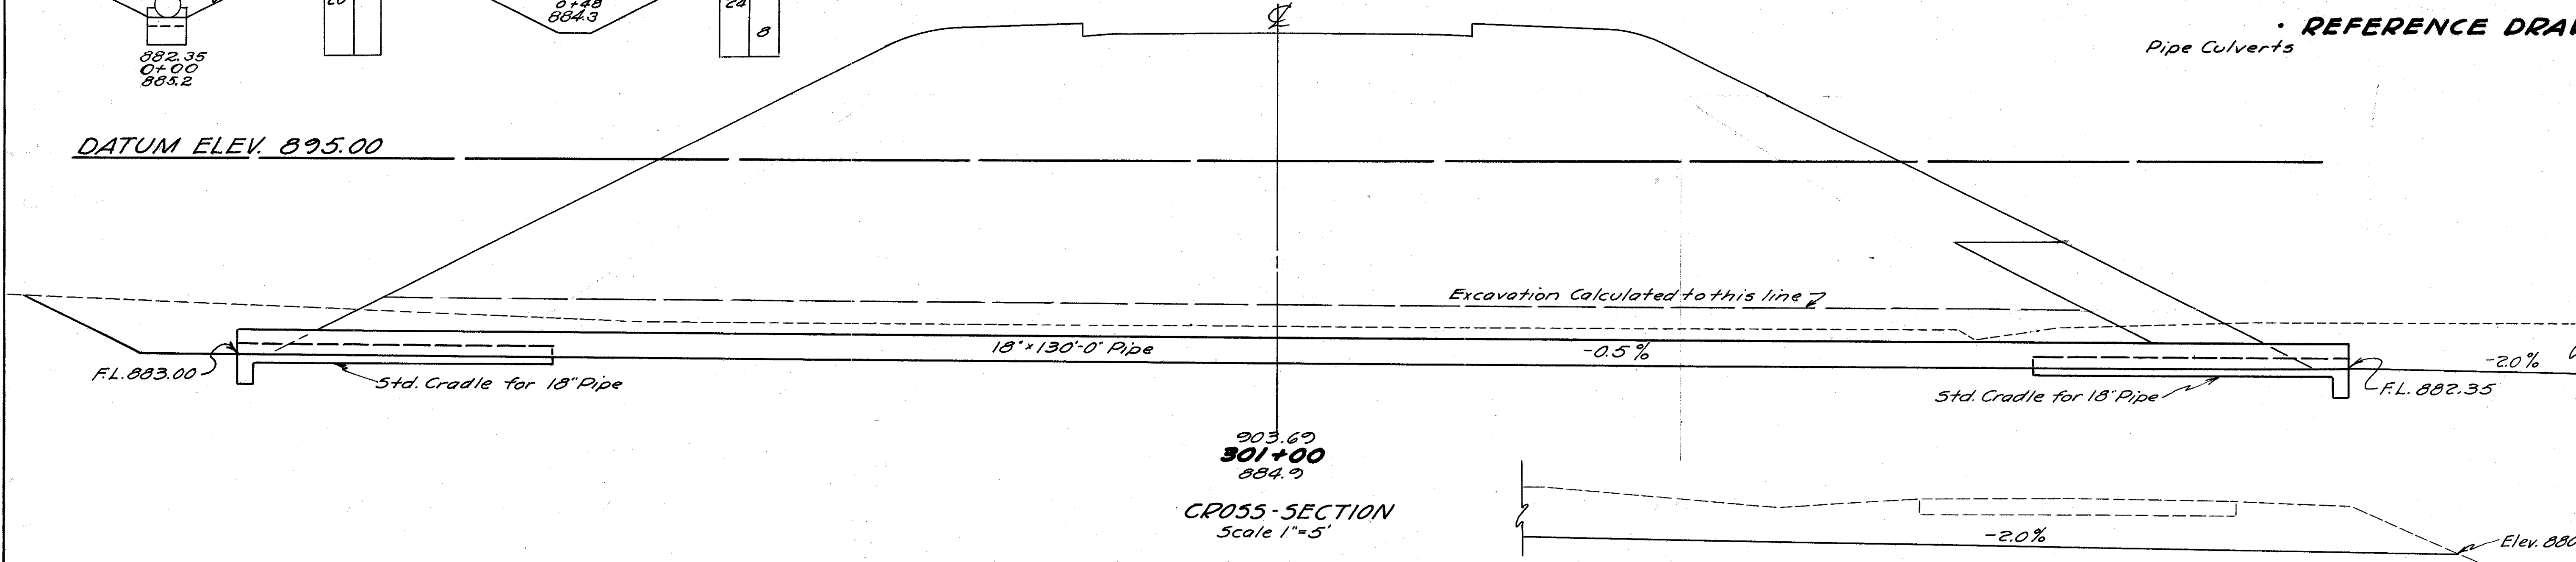 0+48
884.3
24
8
882.35
0+00
885.2
REFERENCE DRAW
Pipe Culverts
DATUM ELEV. 895.00
Excavation Calculated to this line
18"x130'-0" Pipe
-0.5%
-2.0%
F.L. 883.00
Std. Cradle for 18" Pipe
Std. Cradle for 18" Pipe
F.L. 882.35
903.69
301+00
884.9
CROSS-SECTION
Scale 1"=5'
-2.0%
Elev. 880